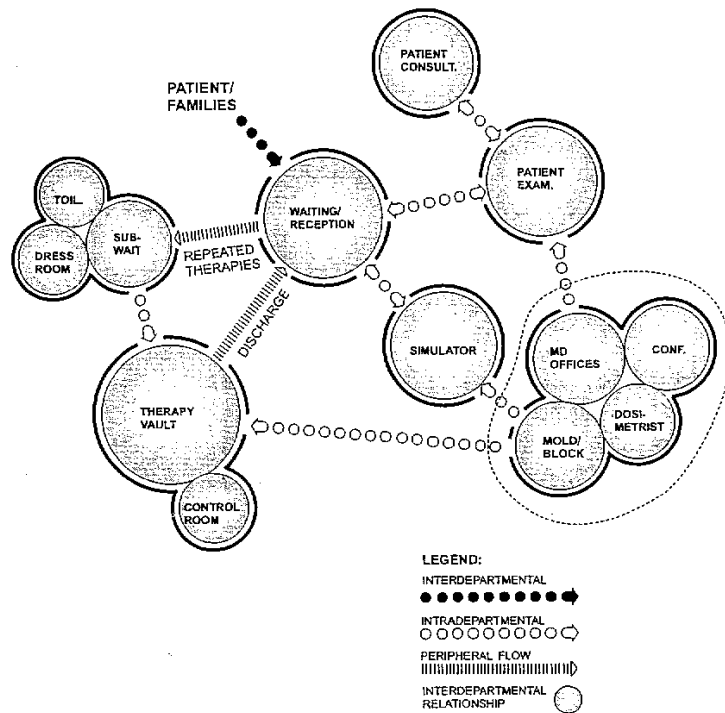 PATIENT
CONSULT.
PATIENT/
FAMILIES
PATIENT
EXAM.
TOIL.
WAITING/
RECEPTION
SUB-
WAIT
DRESS
ROOM
REPEATED
THERAPIES
DISCHARGE
SIMULATOR
MD
OFFICES
CONF.
THERAPY
VAULT
DOSI-
METRIST
MOLD/
BLOCK
CONTROL
ROOM
LEGEND:
INTERDEPARTMENTAL
INTRADEPARTMENTAL
PERIPHERAL FLOW
INTERDEPARTMENTAL
RELATIONSHIP